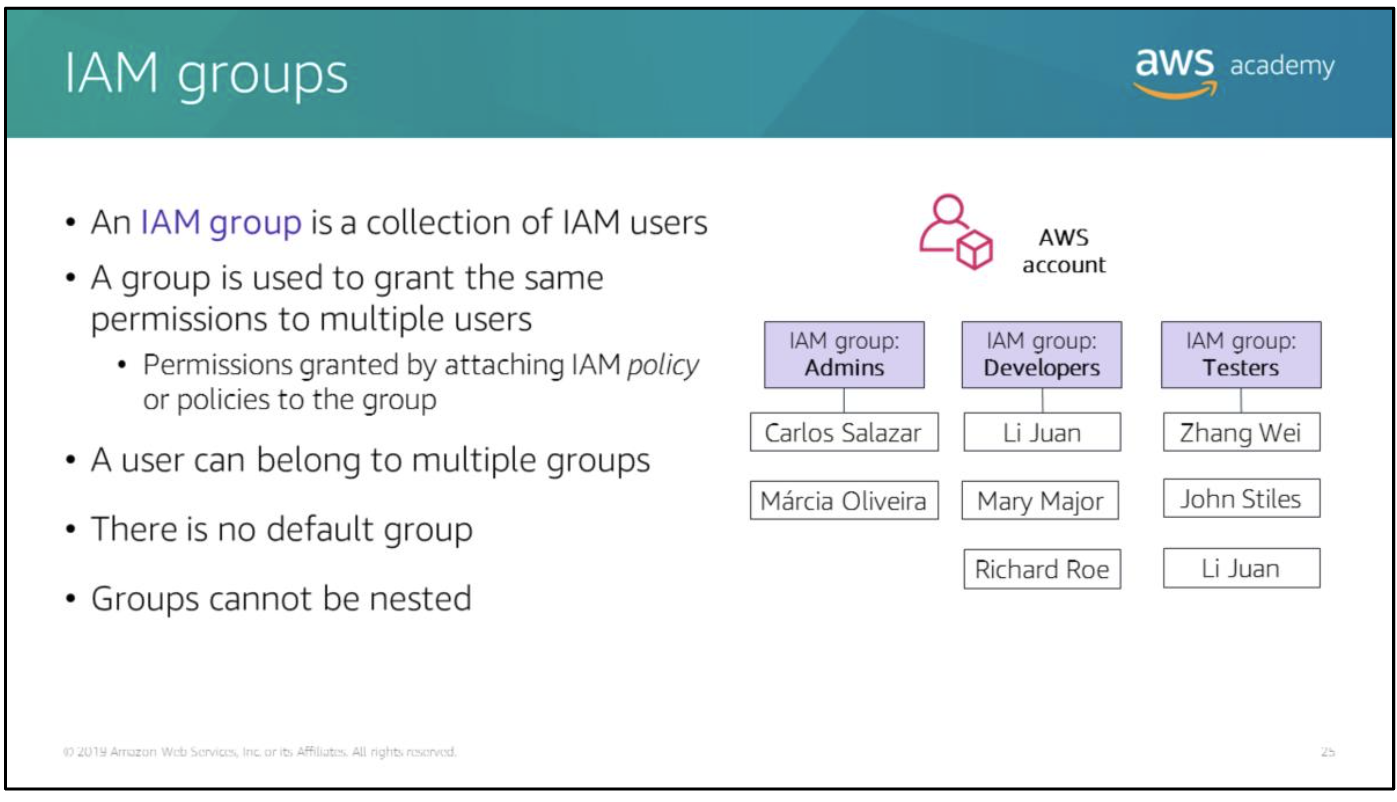 IAM groups
aws academy
• An IAM group is a collection of IAM users
• A group is used to grant the same
permissions to multiple users
• Permissions granted by attaching IAM policy
or policies to the group
• A user can belong to multiple groups
• There is no default group
• Groups cannot be nested
AWS
account
IAM group:
Admins
Carlos Salazar
Márcia Oliveira
IAM group:
Developers
Li Juan
Mary Major
Richard Roe
IAM group:
Testers
Zhang Wei
John Stiles
Li Juan
© 2019 Amazon Web Services, Inc. or its Affiliates. All rights reserved.
25